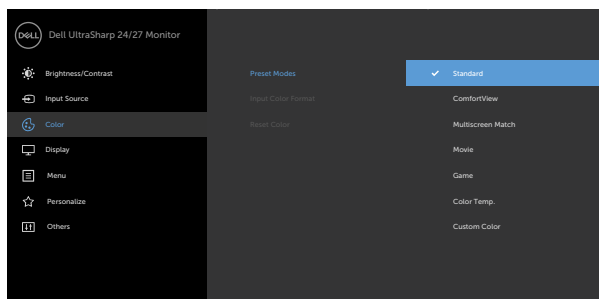 DELL
Dell UltraSharp 24/27 Monitor
Brightness/Contrast
Preset Modes
Standard
Input Source
Input Color Format
ComfortView
Color
Reset Color
Multiscreen Match
Display
Movie
Menu
Game
Personalize
Color Temp.
Others
Custom Color